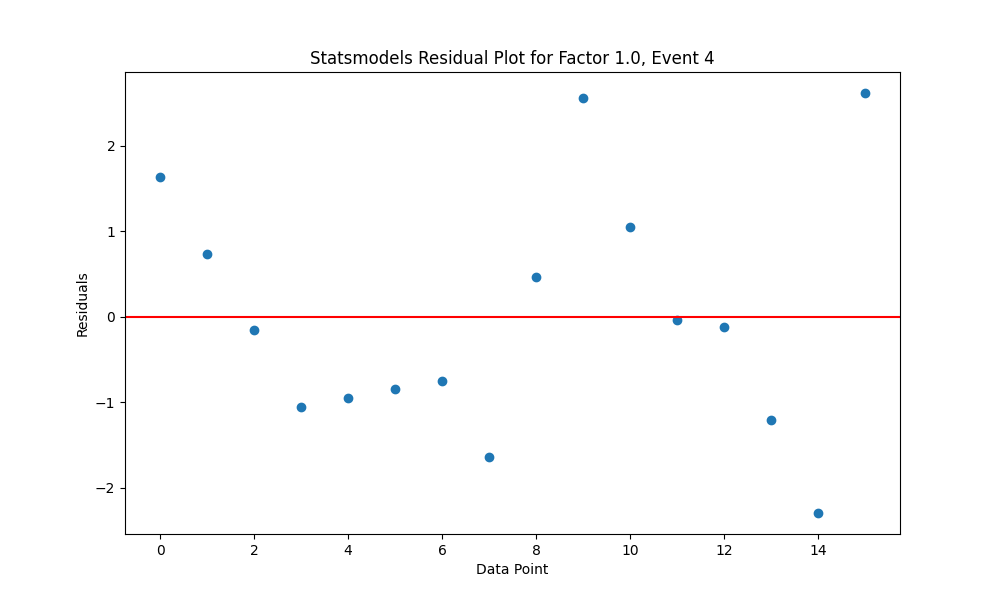 Statsmodels Residual Plot for Factor 1.0, Event 4
2
1
0
−1
−2
Residuals
0 2 4 6 8 10 12 14
Data Point